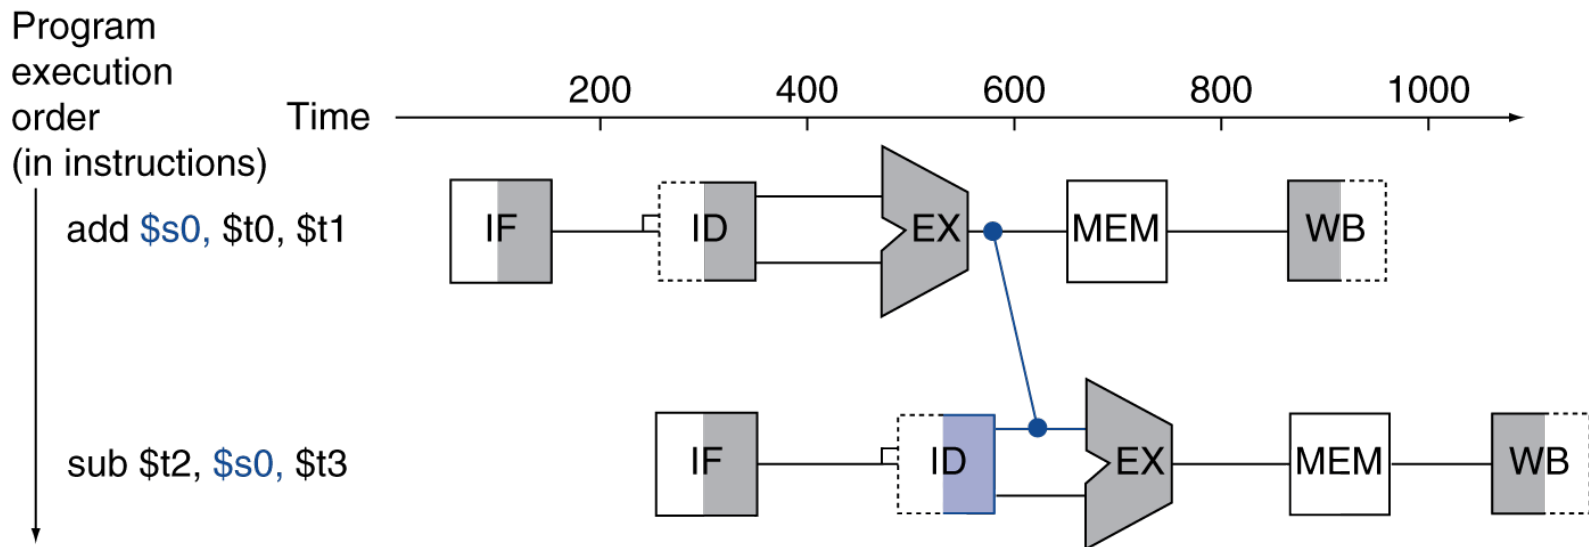 Program
execution
order
(in instructions)
Time
200 400 600 800 1000
add $s0, $t0, $t1
IF ID EX MEM WB
sub $t2, $s0, $t3
IF ID EX MEM WB